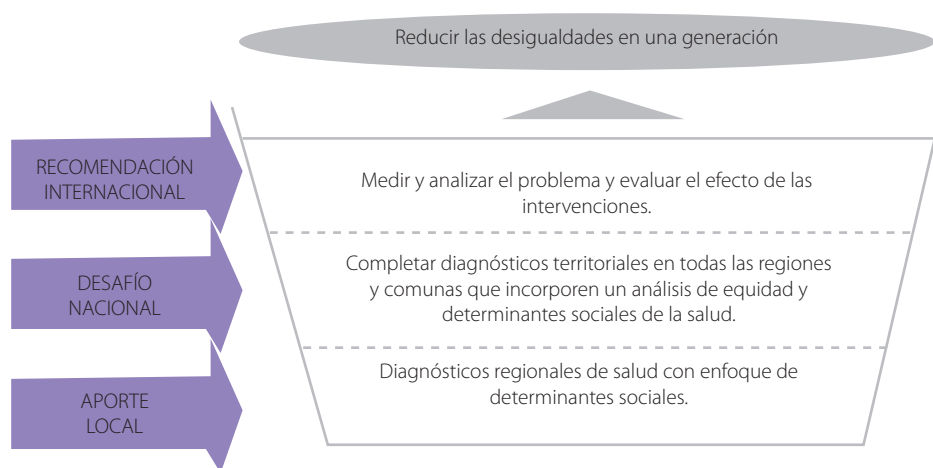 Reducir las desigualdades en una generación
RECOMENDACIÓN
INTERNACIONAL
Medir y analizar el problema y evaluar el efecto de las
intervenciones.
DESAFÍO
NACIONAL
Completar diagnósticos territoriales en todas las regiones
y comunas que incorporen un análisis de equidad y
determinantes sociales de la salud.
APORTE
LOCAL
Diagnósticos regionales de salud con enfoque de
determinantes sociales.